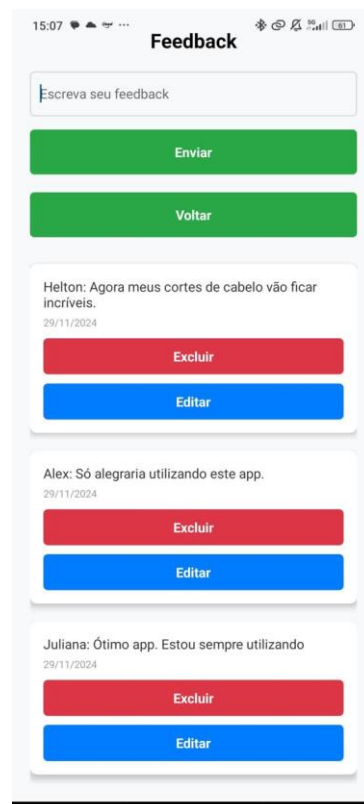 15:07
Feedback
5G
61
Escreva seu feedback
Enviar
Voltar
Helton: Agora meus cortes de cabelo vão ficar
incríveis.
29/11/2024
Excluir
Editar
Alex: Só alegraria utilizando este app.
29/11/2024
Excluir
Editar
Juliana: Ótimo app. Estou sempre utilizando
29/11/2024
Excluir
Editar